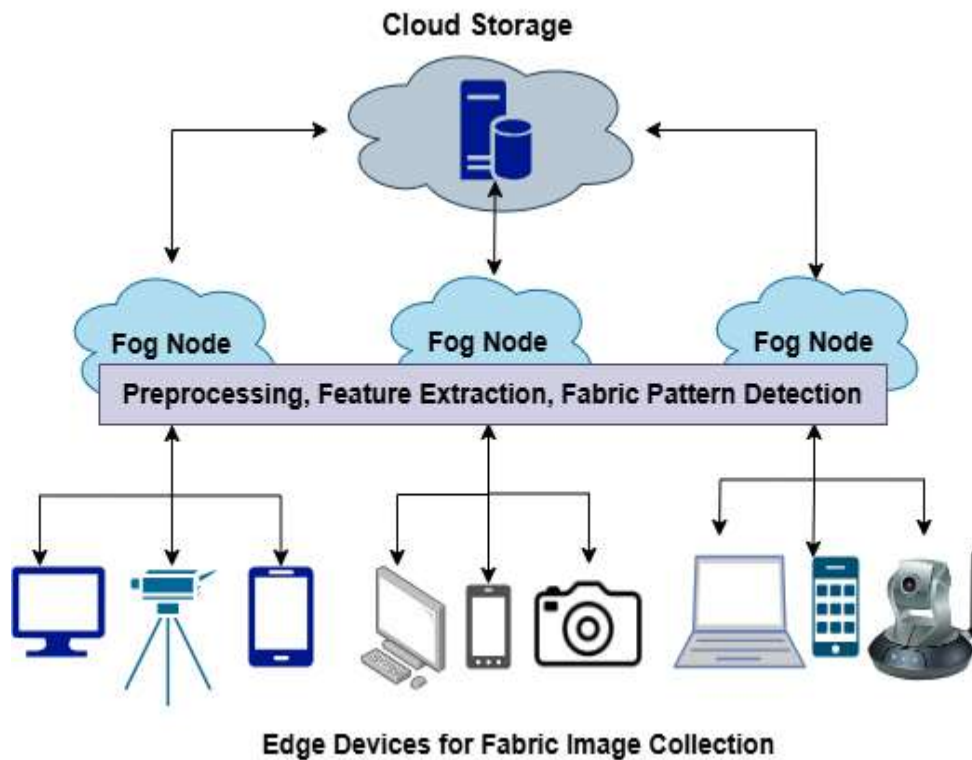 Cloud Storage
Fog Node
Fog Node
Fog Node
Preprocessing, Feature Extraction, Fabric Pattern Detection
Edge Devices for Fabric Image Collection